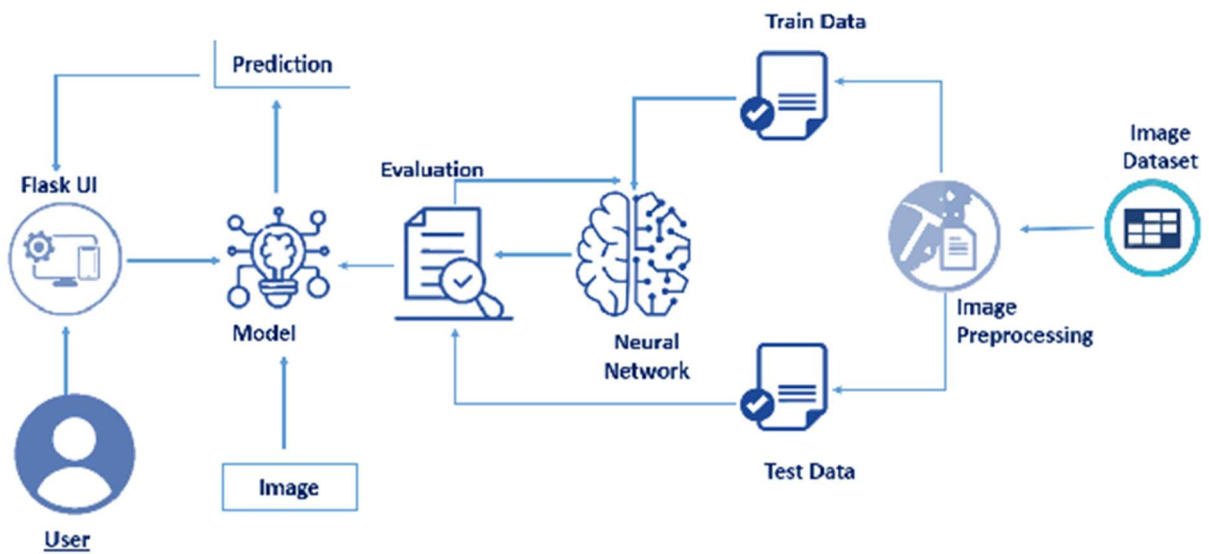 Train Data
Prediction
Image
Dataset
Evaluation
Flask UI
Image
Preprocessing
Model
Neural
Network
Test Data
Image
User